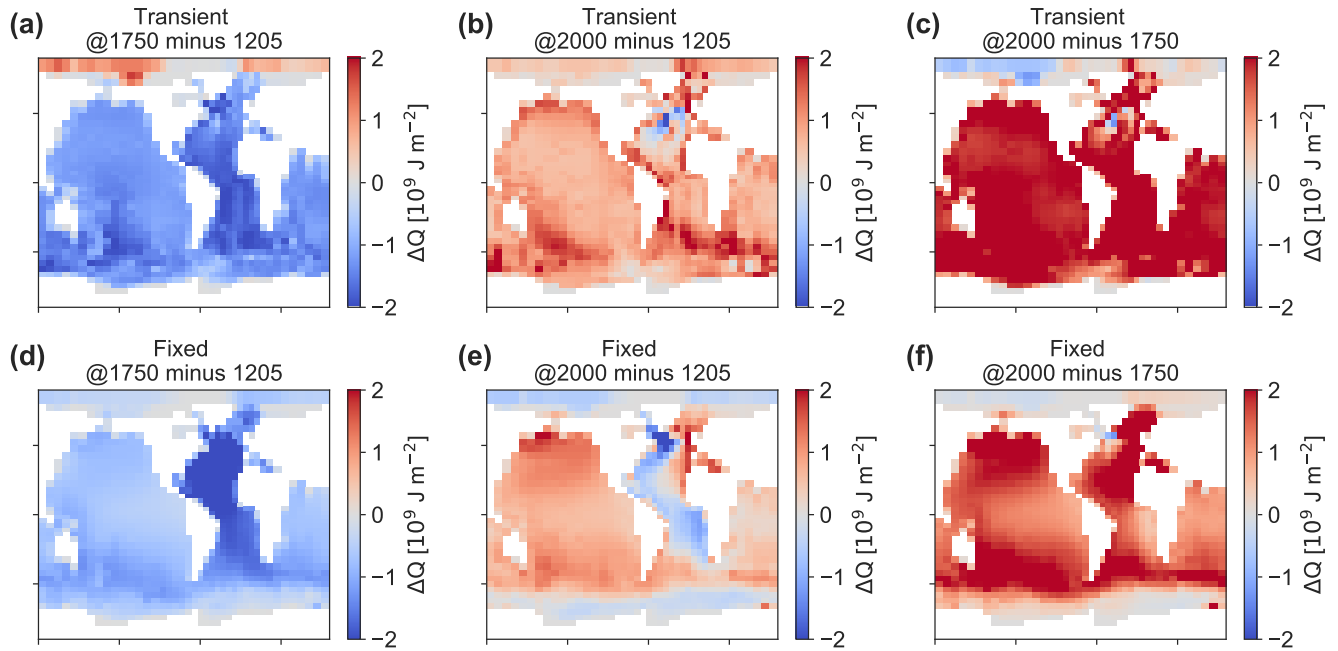 (a)
Transient
@1750 minus 1205
2
1
0
−1
−2
ΔQ [10⁹ J m⁻²]
(b)
Transient
@2000 minus 1205
2
1
0
−1
−2
ΔQ [10⁹ J m⁻²]
(c)
Transient
@2000 minus 1750
2
1
0
−1
−2
ΔQ [10⁹ J m⁻²]
(d)
Fixed
@1750 minus 1205
2
1
0
−1
−2
ΔQ [10⁹ J m⁻²]
(e)
Fixed
@2000 minus 1205
2
1
0
−1
−2
ΔQ [10⁹ J m⁻²]
(f)
Fixed
@2000 minus 1750
2
1
0
−1
−2
ΔQ [10⁹ J m⁻²]